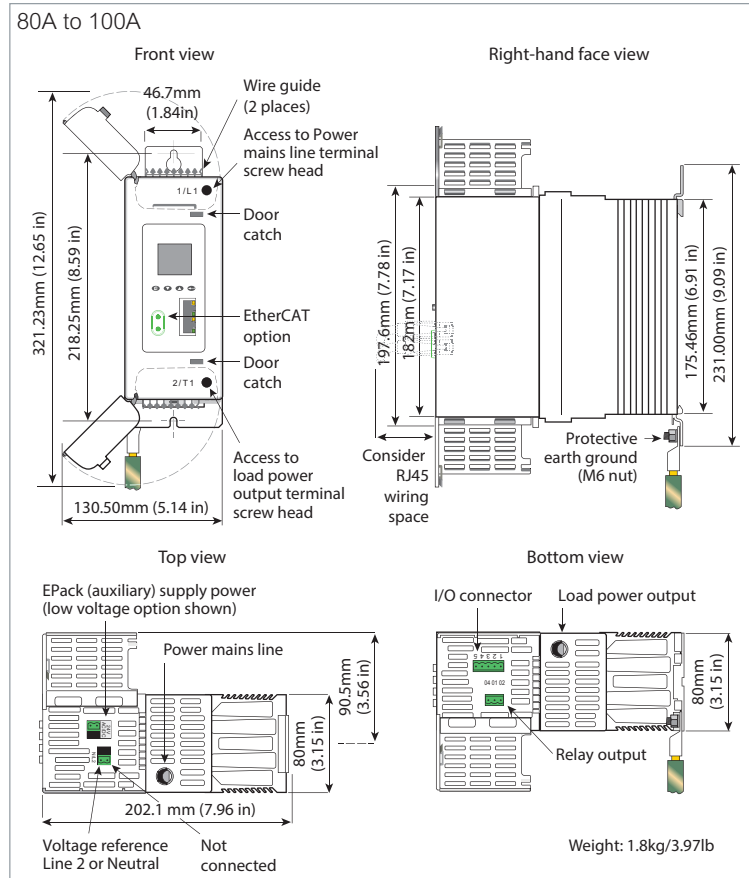 80A to 100A
Front view
Right-hand face view
46.7mm
(1.84in)
Wire guide
(2 places)
Access to Power
mains line terminal
screw head
1/L1
Door
catch
321.23mm (12.65 in)
218.25mm (8.59 in)
EtherCAT
option
Door
catch
2/T1
Access to
load power
output terminal
screw head
130.50mm (5.14 in)
197.6mm (7.78 in)
182mm (7.17 in)
175.46mm (6.91 in)
231.00mm (9.09 in)
Consider
RJ45
wiring
space
Protective
earth ground
(M6 nut)
Top view
EPack (auxiliary) supply power
(low voltage option shown)
Power mains line
90.5mm
(3.56 in)
80mm
(3.15 in)
202.1 mm (7.96 in)
Voltage reference
Line 2 or Neutral
Not
connected
Bottom view
I/O connector
Load power output
5 4 3 2 1
04 01 02
80mm
(3.15 in)
Relay output
Weight: 1.8kg/3.97lb